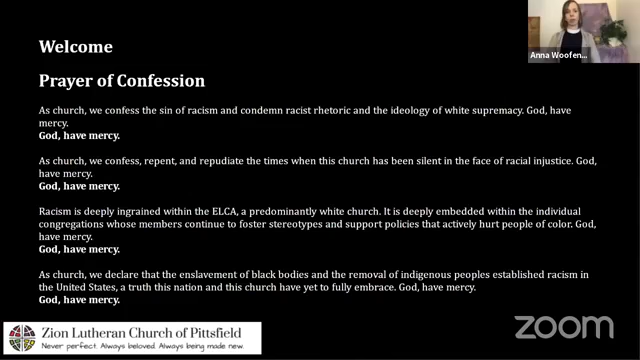 Welcome
Anna Woofen...
Prayer of Confession
As church, we confess the sin of racism and condemn racist rhetoric and the ideology of white supremacy. God, have
mercy.
God, have mercy.
As church, we confess, repent, and repudiate the times when this church has been silent in the face of racial injustice. God,
have mercy.
God, have mercy.
Racism is deeply ingrained within the ELCA, a predominantly white church. It is deeply embedded within the individual
congregations whose members continue to foster stereotypes and support policies that actively hurt people of color. God,
have mercy.
God, have mercy.
As church, we declare that the enslavement of black bodies and the removal of indigenous peoples established racism in
the United States, a truth this nation and this church have yet to fully embrace. God, have mercy.
God, have mercy.
Zion Lutheran Church of Pittsfield
Never perfect. Always beloved. Always being made new.
zoom